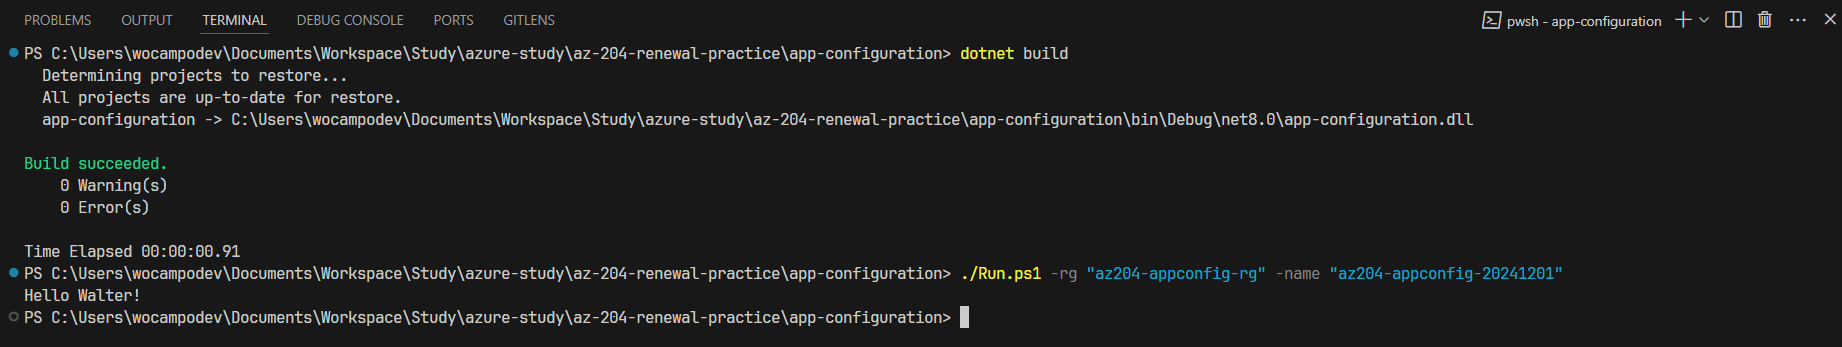 PROBLEMS OUTPUT TERMINAL DEBUG CONSOLE PORTS GITLENS pwsh - app-configuration
PS C:\Users\wocampodev\Documents\Workspace\Study\azure-study\az-204-renewal-practice\app-configuration> dotnet build
Determining projects to restore...
All projects are up-to-date for restore.
app-configuration -> C:\Users\wocampodev\Documents\Workspace\Study\azure-study\az-204-renewal-practice\app-configuration\bin\Debug\net8.0\app-configuration.dll
Build succeeded.
0 Warning(s)
0 Error(s)
Time Elapsed 00:00:00.91
PS C:\Users\wocampodev\Documents\Workspace\Study\azure-study\az-204-renewal-practice\app-configuration> ./Run.ps1 -rg "az204-appconfig-rg" -name "az204-appconfig-20241201"
Hello Walter!
PS C:\Users\wocampodev\Documents\Workspace\Study\azure-study\az-204-renewal-practice\app-configuration>